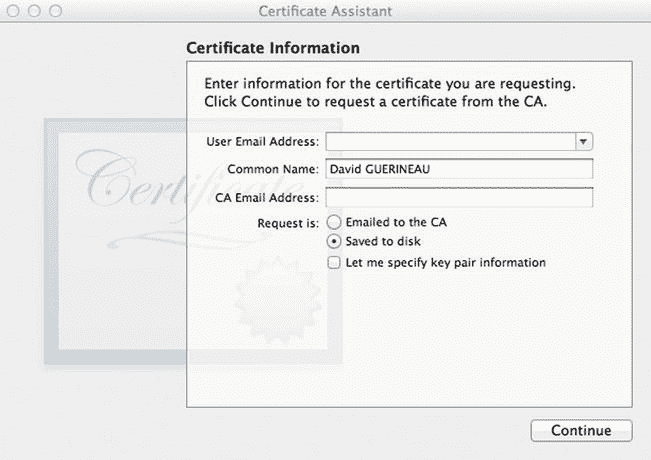 Certificate Assistant
Certificate Information
Enter information for the certificate you are requesting.
Click Continue to request a certificate from the CA.
Certificate
User Email Address:
Common Name: David GUERINEAU
CA Email Address:
Request is: Emailed to the CA
Saved to disk
Let me specify key pair information
Continue